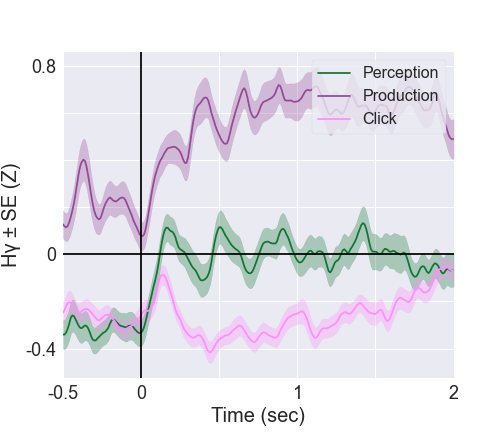 Hγ ± SE (Z)
0.8
0
-0.4
Perception
Production
Click
-0.5 0 1 2
Time (sec)